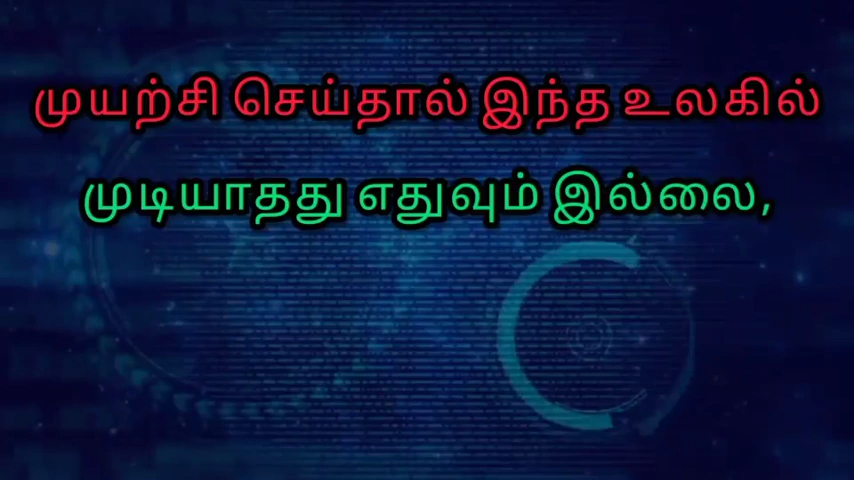 முயற்சி செய்தால் இந்த உலகில்
முடியாதது எதுவும் இல்லை,